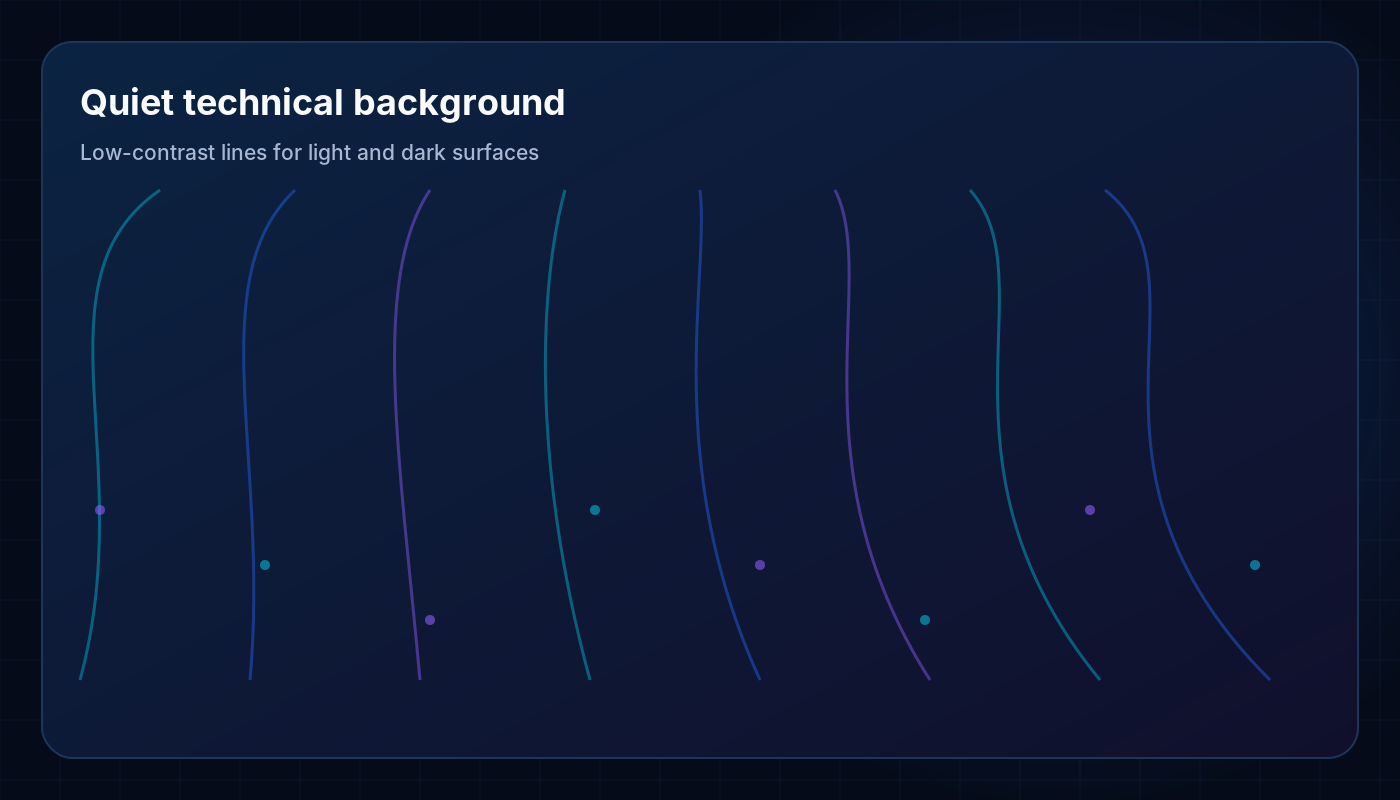 Quiet technical background
Low-contrast lines for light and dark surfaces